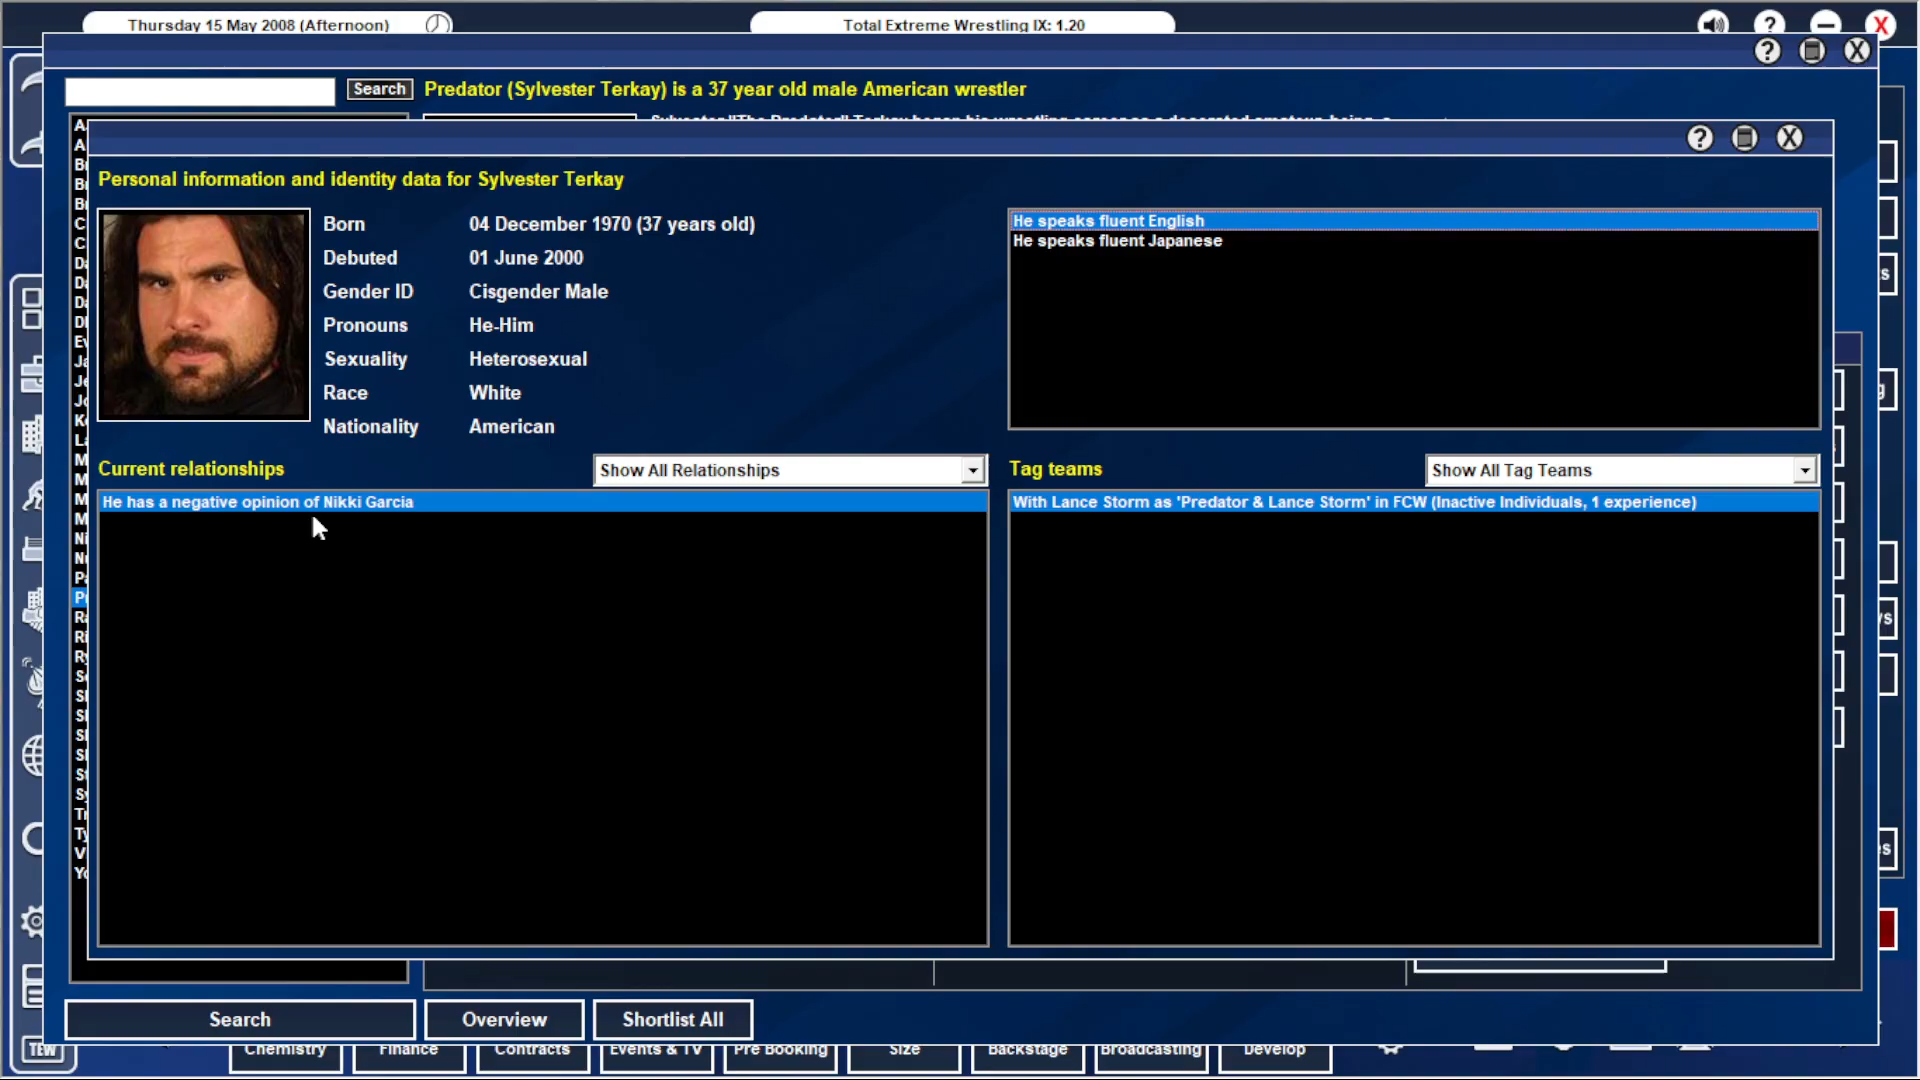 Thursday 15 May 2008 (Afternoon)
Total Extreme Wrestling IX: 1.20
Search
Predator (Sylvester Terkay) is a 37 year old male American wrestler
Personal information and identity data for Sylvester Terkay
Born 04 December 1970 (37 years old)
Debuted 01 June 2000
Gender ID Cisgender Male
Pronouns He-Him
Sexuality Heterosexual
Race White
Nationality American
He speaks fluent English
He speaks fluent Japanese
Current relationships
Show All Relationships
Tag teams
Show All Tag Teams
He has a negative opinion of Nikki Garcia
With Lance Storm as 'Predator & Lance Storm' in FCW (Inactive Individuals, 1 experience)
Search
Overview
Shortlist All
TEW
Chemistry
Finance
Contracts
Events & TV
Pre Booking
Size
Backstage
Broadcasting
Develop